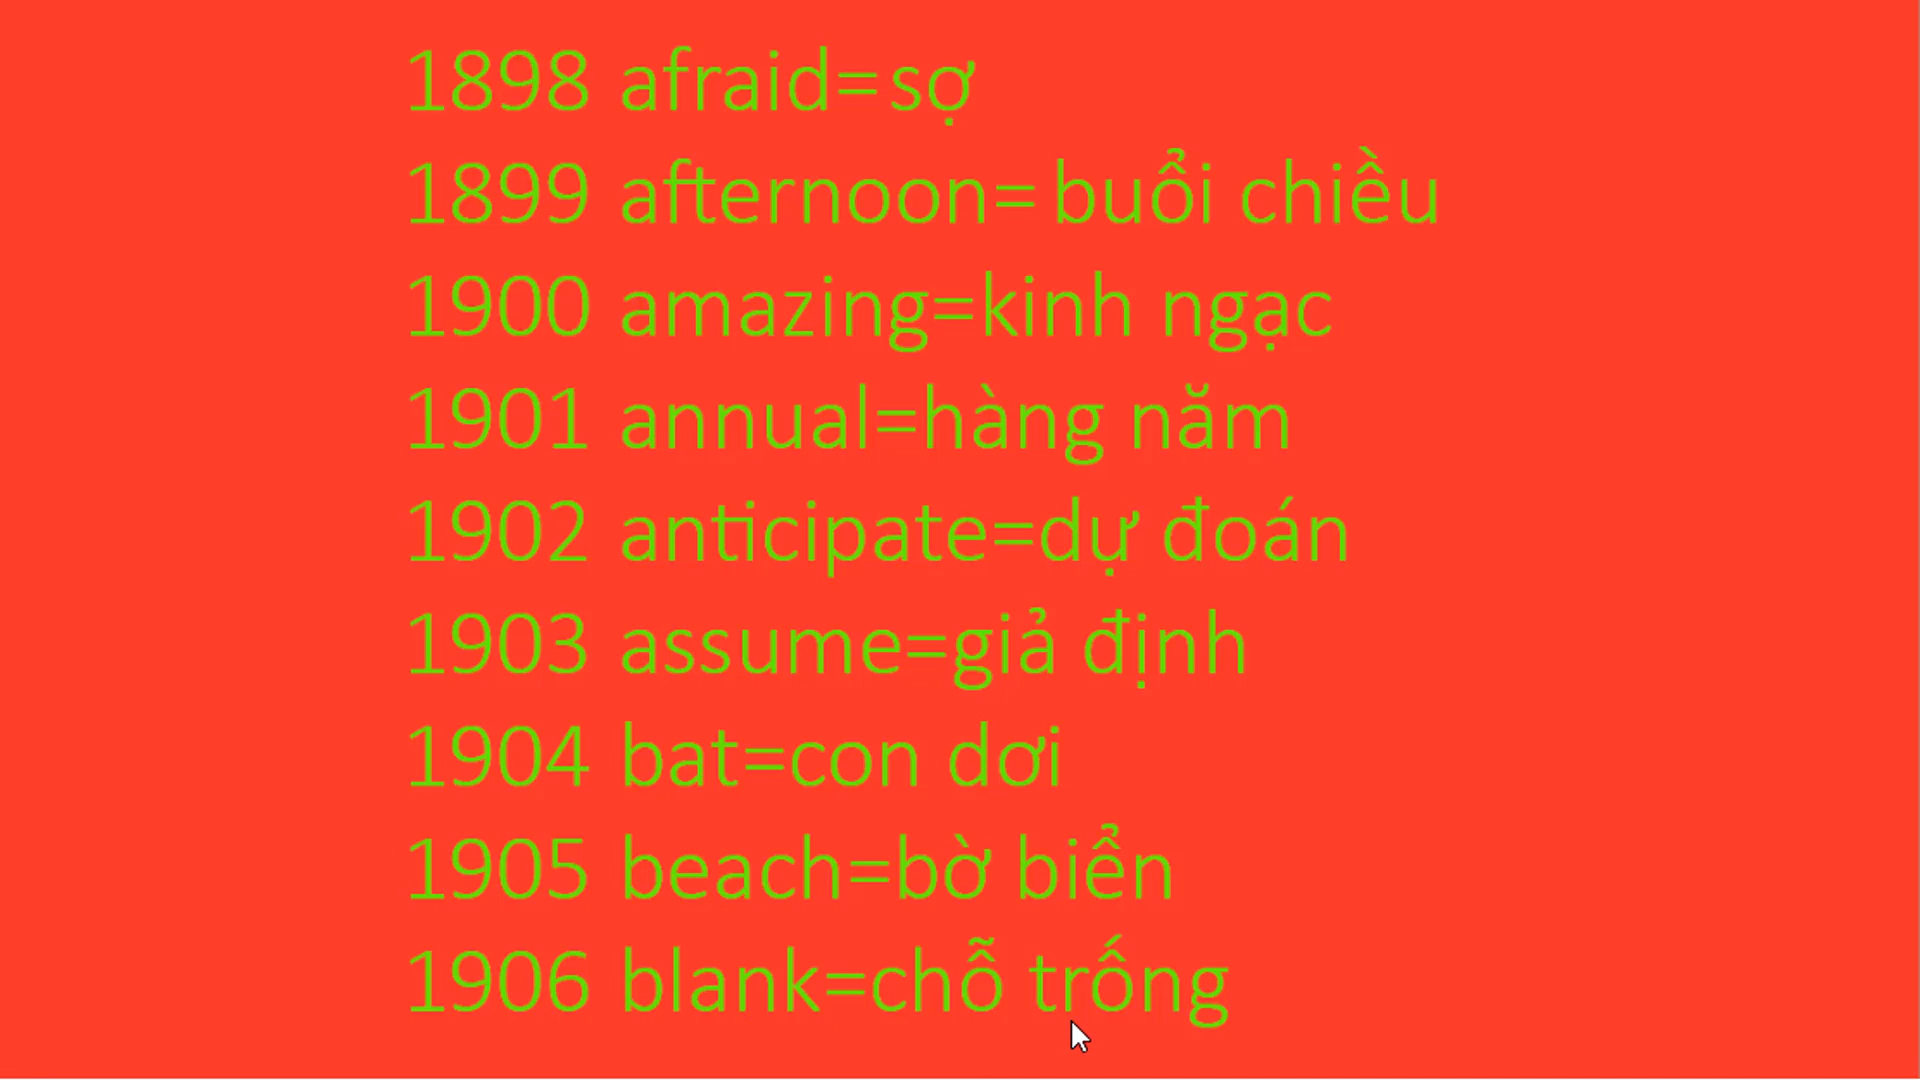 1898 afraid= sợ
1899 afternoon= buổi chiều
1900 amazing=kinh ngạc
1901 annual=hàng năm
1902 anticipate=dự đoán
1903 assume=giả định
1904 bat=con dơi
1905 beach=bờ biển
1906 blank=chỗ trống